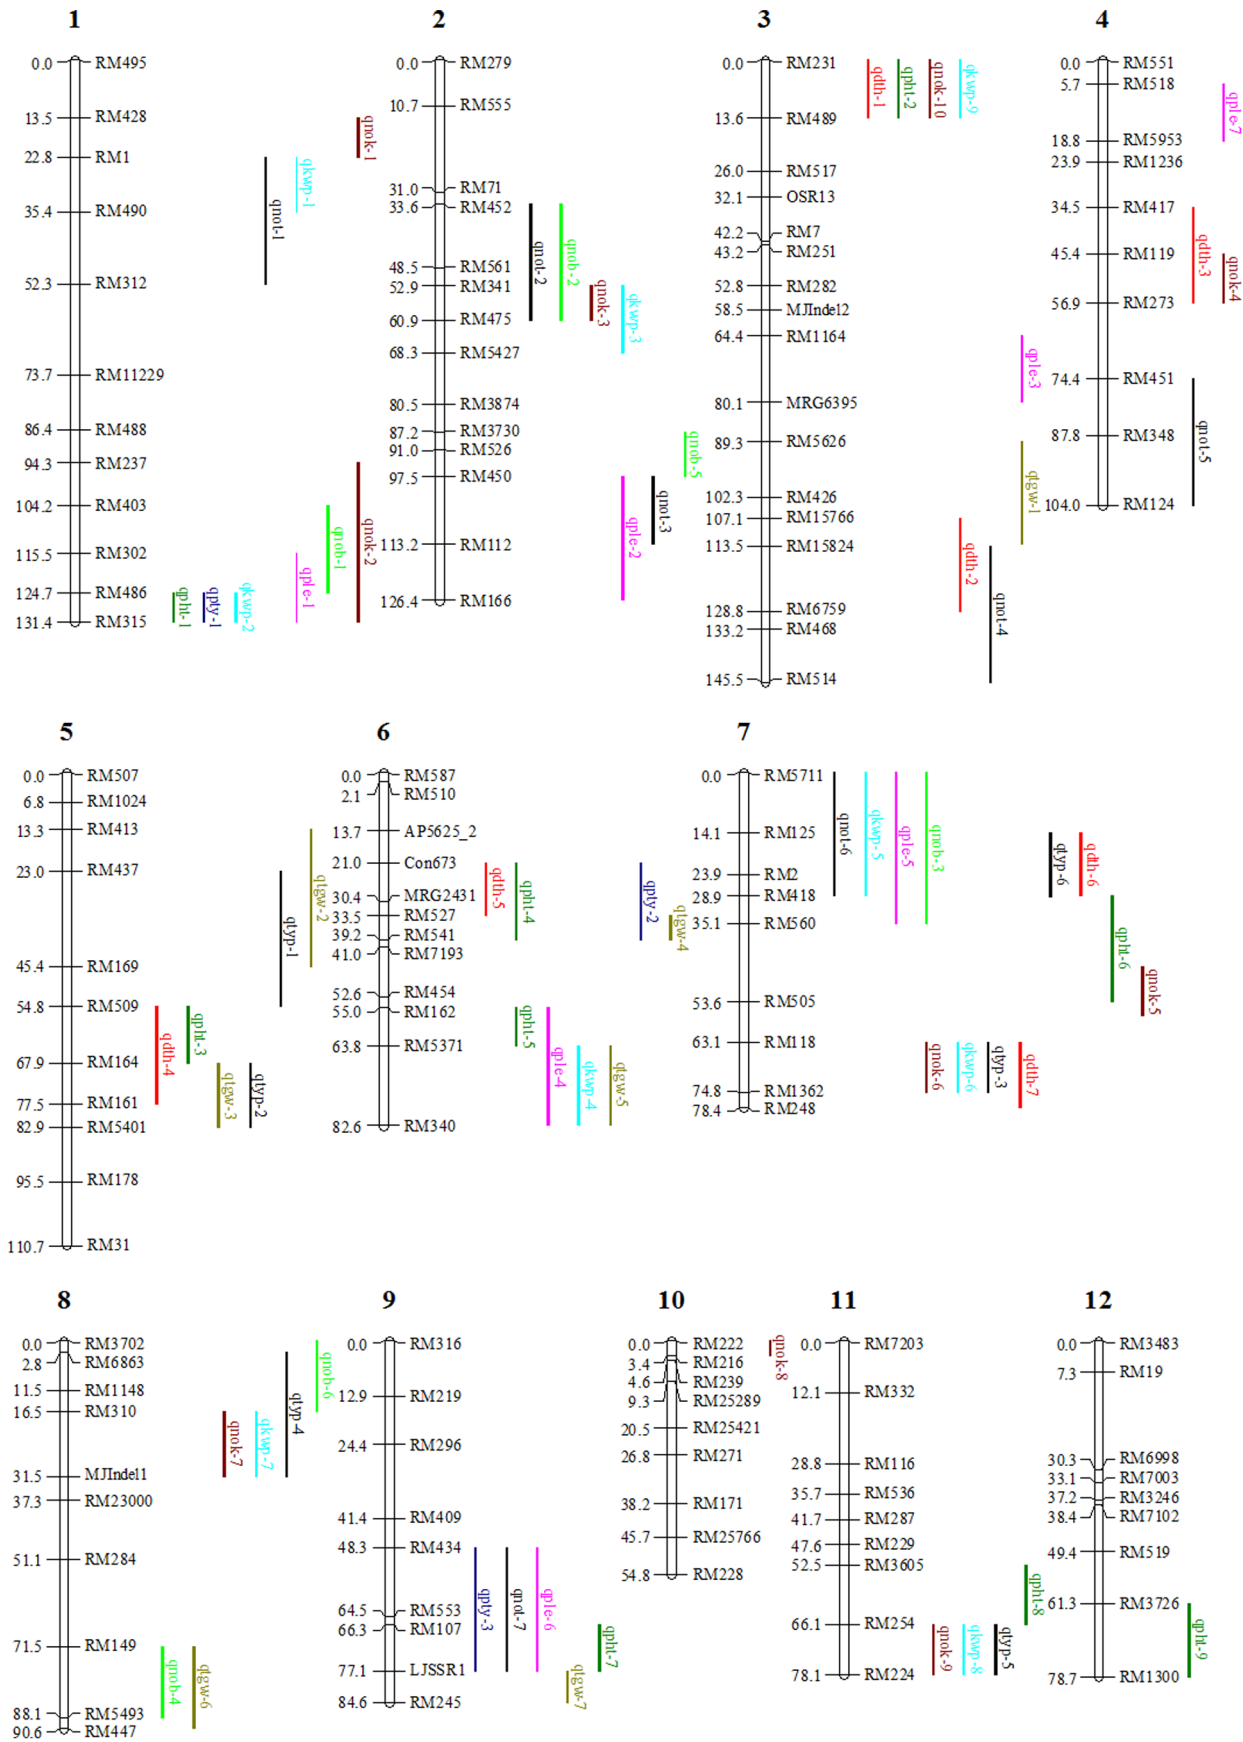 1
0.0 RM495
13.5 RM428
22.8 RM1
35.4 RM490
52.3 RM312
73.7 RM11229
86.4 RM488
94.3 RM237
104.2 RM403
115.5 RM302
124.7 RM486
131.4 RM315
qpht-1
qpty-1
qkwp-2
qnot-1
qkwp-1
qple-1
qnob-1
qnok-1
qnok-2
2
0.0 RM279
10.7 RM555
31.0 RM71
33.6 RM452
48.5 RM561
52.9 RM341
60.9 RM475
68.3 RM5427
80.5 RM3874
87.2 RM3730
91.0 RM526
97.5 RM450
113.2 RM112
126.4 RM166
qnot-2
qnob-2
qnok-3
qkwp-3
qple-2
qnot-3
qnob-5
3
0.0 RM231
13.6 RM489
26.0 RM517
32.1 OSR13
42.2 RM7
43.2 RM251
52.8 RM282
58.5 MJIndel2
64.4 RM1164
80.1 MRG6395
89.3 RM5626
102.3 RM426
107.1 RM15766
113.5 RM15824
128.8 RM6759
133.2 RM468
145.5 RM514
qdth-1
qpht-2
qnok-10
qkwp-9
qdth-2
qnot-4
qple-3
qtgw-1
4
0.0 RM551
5.7 RM518
18.8 RM5953
23.9 RM1236
34.5 RM417
45.4 RM119
56.9 RM273
74.4 RM451
87.8 RM348
104.0 RM124
qple-7
qdth-3
qnok-4
qnot-5
5
0.0 RM507
6.8 RM1024
13.3 RM413
23.0 RM437
45.4 RM169
54.8 RM509
67.9 RM164
77.5 RM161
82.9 RM5401
95.5 RM178
110.7 RM31
qdth-4
qpht-3
qtgw-3
qtyp-2
qtyp-1
qtgw-2
6
0.0 RM587
2.1 RM510
13.7 AP5625_2
21.0 Con673
30.4 MRG2431
33.5 RM527
39.2 RM541
41.0 RM7193
52.6 RM454
55.0 RM162
63.8 RM5371
82.6 RM340
qdth-5
qpht-4
qpht-5
qple-4
qkwp-4
qtgw-5
qpty-2
qtgw-4
7
0.0 RM5711
14.1 RM125
23.9 RM2
28.9 RM418
35.1 RM560
53.6 RM505
63.1 RM118
74.8 RM1362
78.4 RM248
qnot-6
qkwp-5
qple-5
qnob-3
qnok-6
qkwp-6
qtyp-3
qdth-7
qtyp-6
qdth-6
qpht-6
qnok-5
8
0.0 RM3702
2.8 RM6863
11.5 RM1148
16.5 RM310
31.5 MJIndel1
37.3 RM23000
51.1 RM284
71.5 RM149
88.1 RM5493
90.6 RM447
qnob-4
qtgw-6
qnok-7
qkwp-7
qtyp-4
qnob-6
9
0.0 RM316
12.9 RM219
24.4 RM296
41.4 RM409
48.3 RM434
64.5 RM553
66.3 RM107
77.1 LJSSR1
84.6 RM245
qpty-3
qnot-7
qple-6
qtgw-7
qpht-7
10
0.0 RM222
3.4 RM216
4.6 RM239
9.3 RM25289
20.5 RM25421
26.8 RM271
38.2 RM171
45.7 RM25766
54.8 RM228
qnok-8
11
0.0 RM7203
12.1 RM332
28.8 RM116
35.7 RM536
41.7 RM287
47.6 RM229
52.5 RM3605
66.1 RM254
78.1 RM224
qnok-9
qkwp-8
qtyp-5
qpht-8
12
0.0 RM3483
7.3 RM19
30.3 RM6998
33.1 RM7003
37.2 RM3246
38.4 RM7102
49.4 RM519
61.3 RM3726
78.7 RM1300
qpht-9